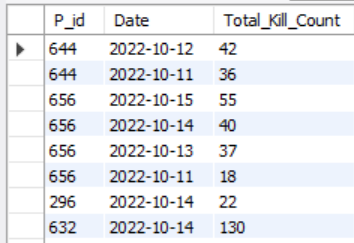 P_id Date Total_Kill_Count
644 2022-10-12 42
644 2022-10-11 36
656 2022-10-15 55
656 2022-10-14 40
656 2022-10-13 37
656 2022-10-11 18
296 2022-10-14 22
632 2022-10-14 130